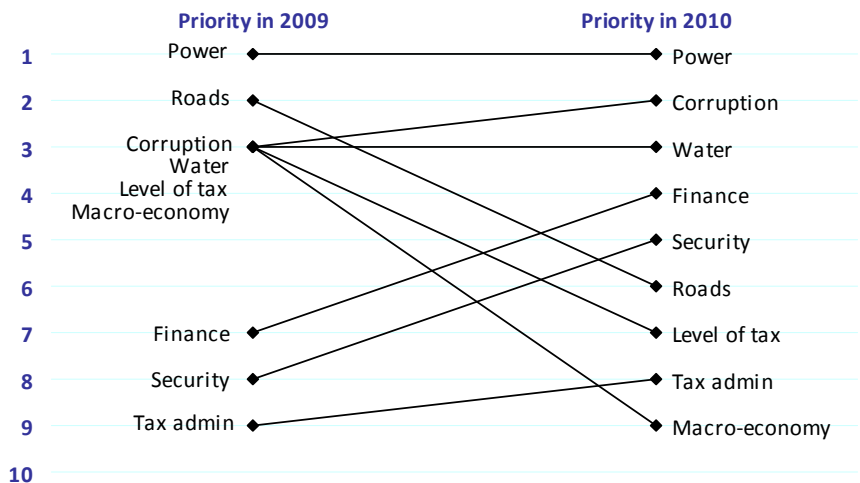 Priority in 2009 Priority in 2010
1 Power Power
2 Roads Corruption
3 Corruption Water
Water
Level of tax
4 Finance
Macro-economy
5 Security
6 Roads
7 Finance Level of tax
8 Security Tax admin
9 Tax admin Macro-economy
10